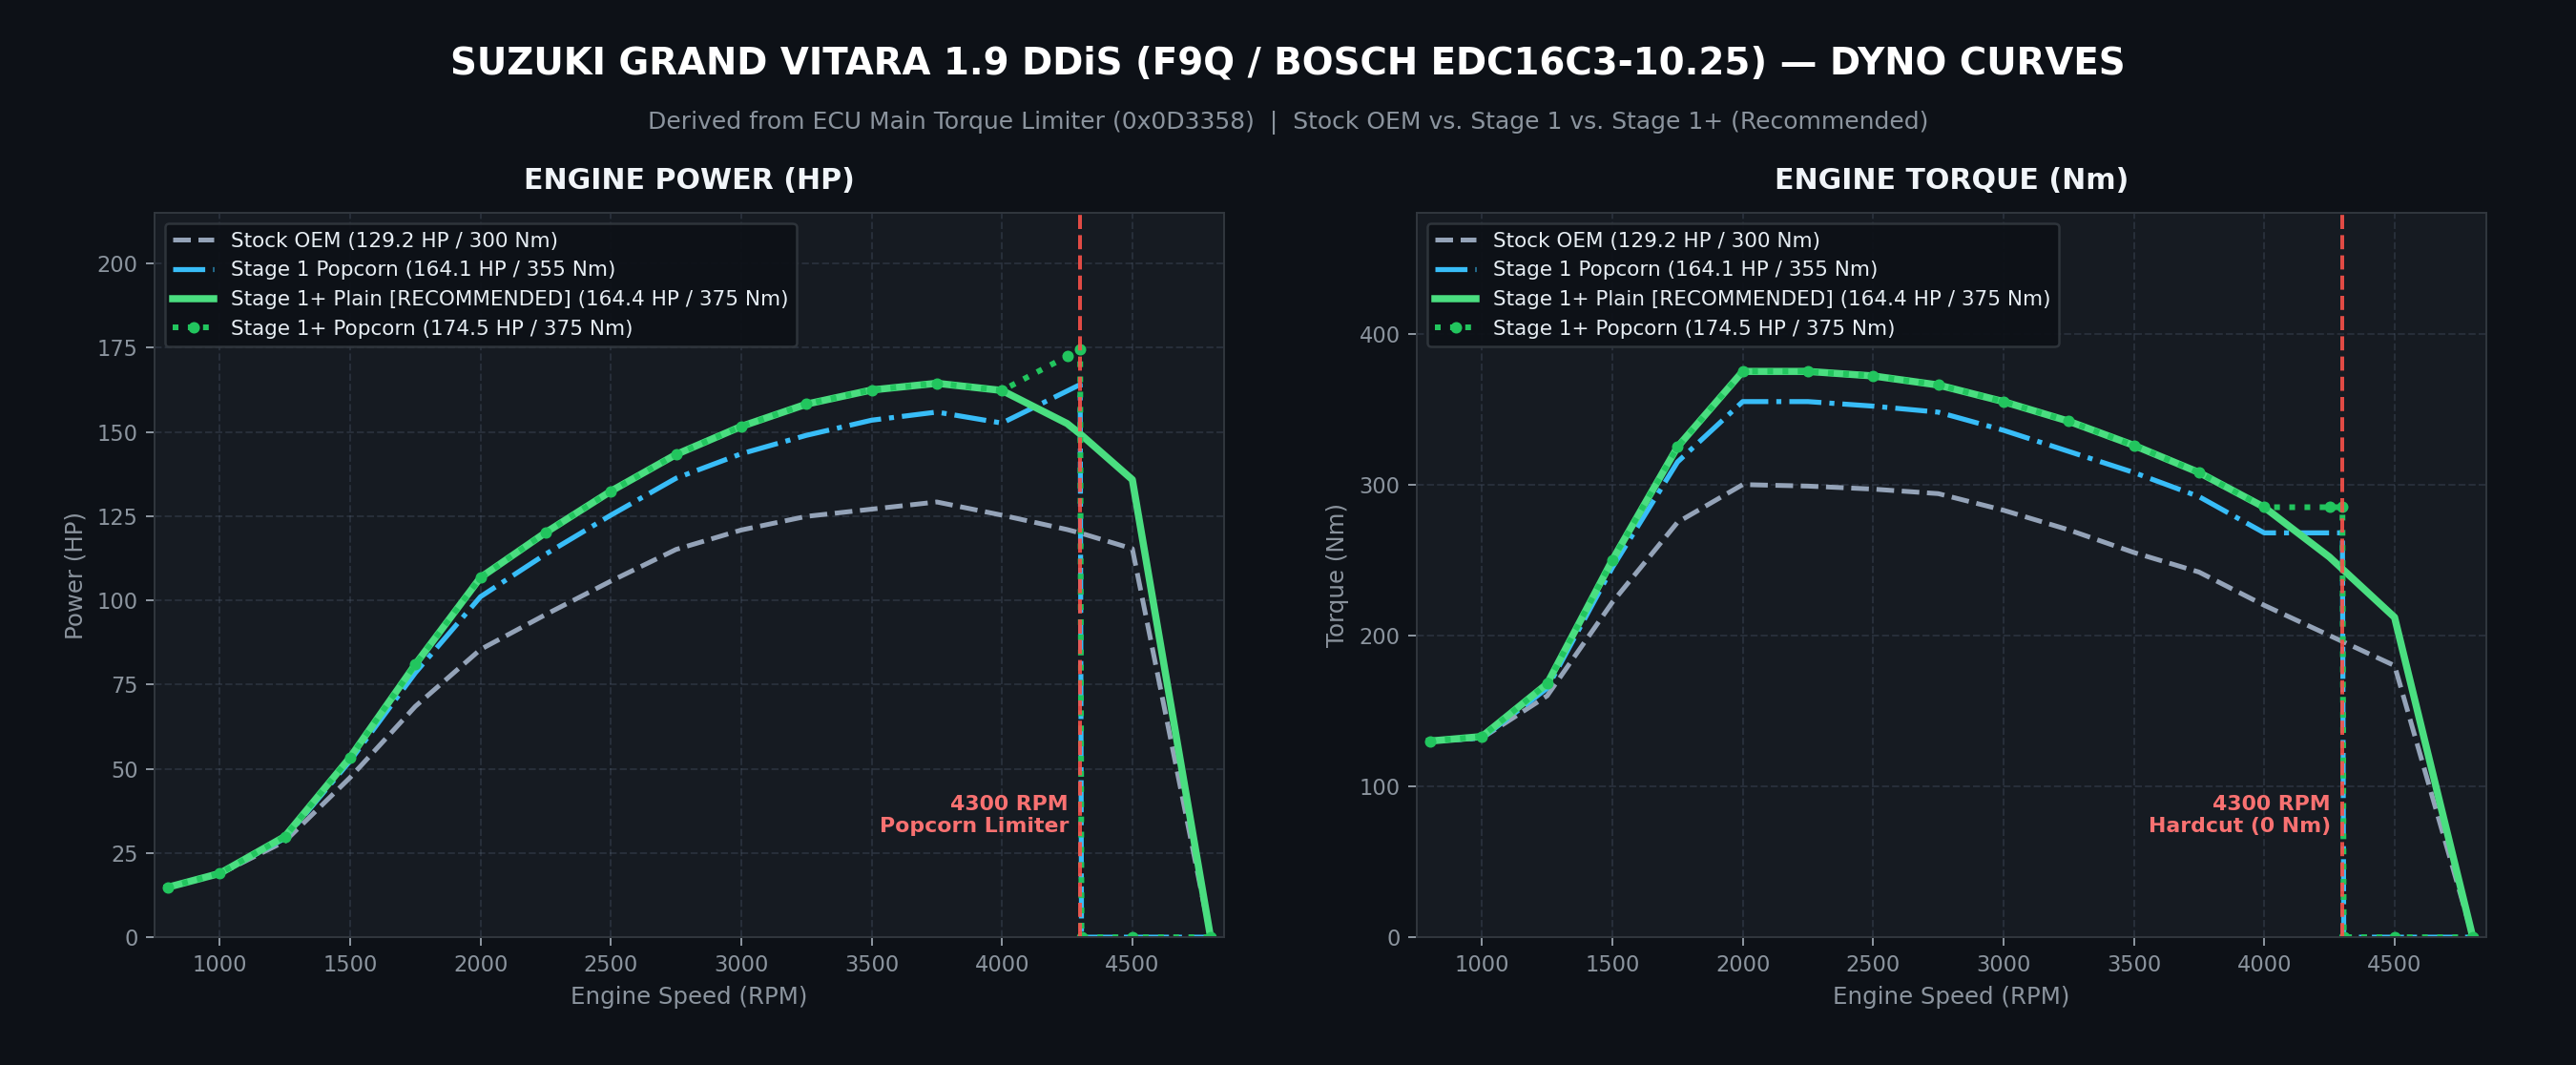 SUZUKI GRAND VITARA 1.9 DDiS (F9Q / BOSCH EDC16C3-10.25) — DYNO CURVES
Derived from ECU Main Torque Limiter (0x0D3358)  |  Stock OEM vs. Stage 1 vs. Stage 1+ (Recommended)
ENGINE POWER (HP)
Stock OEM (129.2 HP / 300 Nm)
Stage 1 Popcorn (164.1 HP / 355 Nm)
Stage 1+ Plain [RECOMMENDED] (164.4 HP / 375 Nm)
Stage 1+ Popcorn (174.5 HP / 375 Nm)
Power (HP)
200
175
150
125
100
75
50
25
0
4300 RPM
Popcorn Limiter
1000 1500 2000 2500 3000 3500 4000 4500
Engine Speed (RPM)
ENGINE TORQUE (Nm)
Stock OEM (129.2 HP / 300 Nm)
Stage 1 Popcorn (164.1 HP / 355 Nm)
Stage 1+ Plain [RECOMMENDED] (164.4 HP / 375 Nm)
Stage 1+ Popcorn (174.5 HP / 375 Nm)
Torque (Nm)
400
300
200
100
0
4300 RPM
Hardcut (0 Nm)
1000 1500 2000 2500 3000 3500 4000 4500
Engine Speed (RPM)